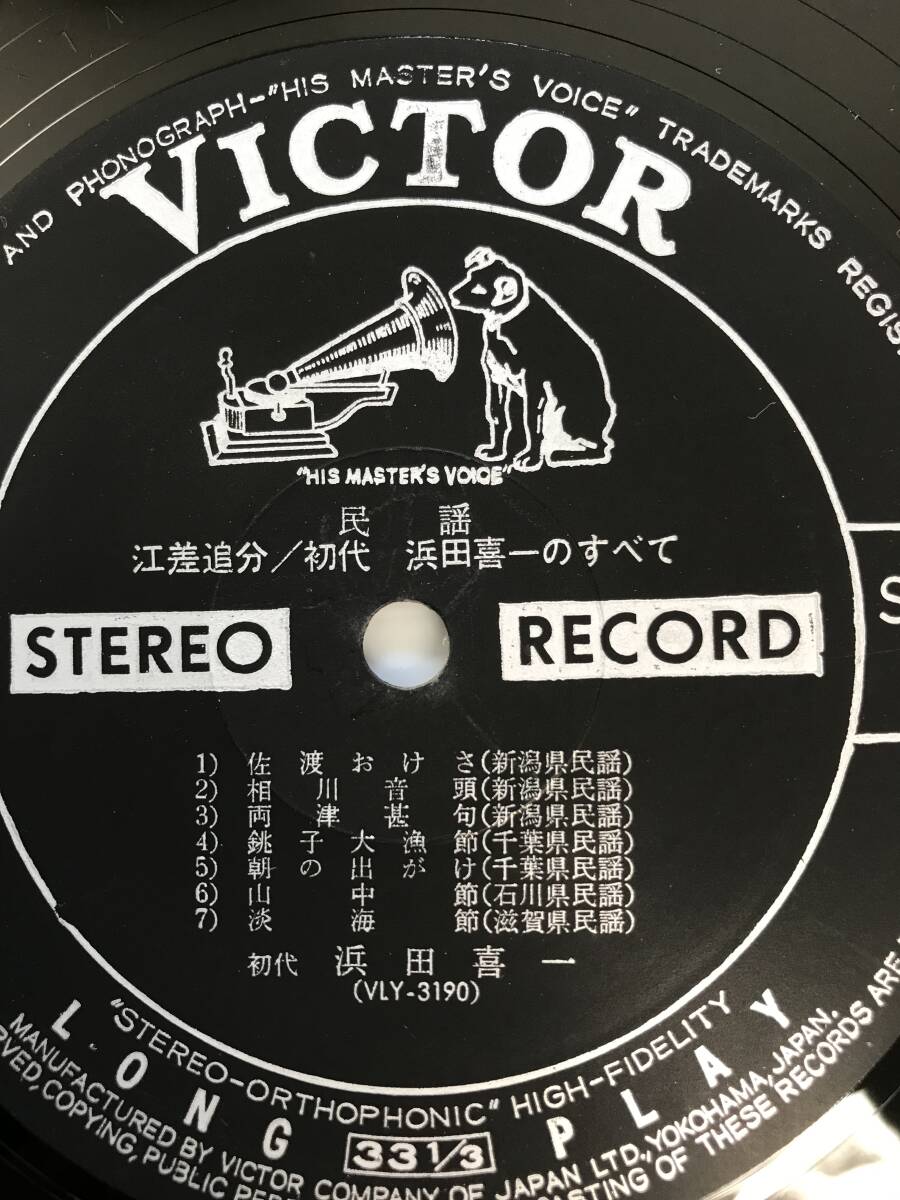 AND PHONOGRAPH-"HIS MASTER'S VOICE" TRADEMARKS REGIS
VICTOR
"HIS MASTER'S VOICE"
民謡
江差追分/初代 浜田喜一のすべて
STEREO RECORD
S
1) 佐渡おけさ(新潟県民謡)
2) 相川音頭(新潟県民謡)
3) 両津甚句(新潟県民謡)
4) 銚子大漁節(千葉県民謡)
5) 朝の出がけ(千葉県民謡)
6) 山中節(石川県民謡)
7) 淡海節(滋賀県民謡)
初代 浜田喜一
(VLY-3190)
"STEREO-ORTHOPHONIC" HIGH-FIDELITY
LONG 33 1/3 PLAY
MANUFACTURED BY VICTOR COMPANY OF JAPAN LTD., YOKOHAMA, JAPAN.
COPYING, PUBLIC CASTING OF THESE RECORDS ARE